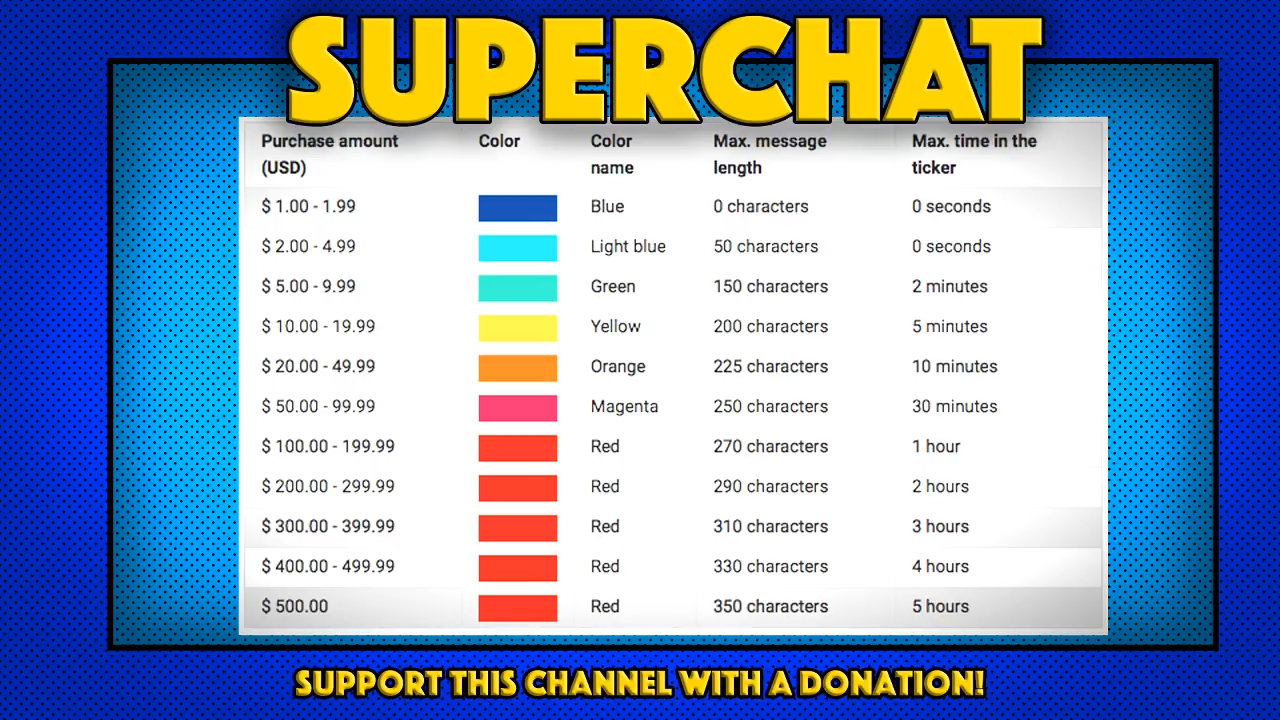 SUPERCHAT
Purchase amount (USD) Color Color name Max. message length Max. time in the ticker
$ 1.00 - 1.99 Blue 0 characters 0 seconds
$ 2.00 - 4.99 Light blue 50 characters 0 seconds
$ 5.00 - 9.99 Green 150 characters 2 minutes
$ 10.00 - 19.99 Yellow 200 characters 5 minutes
$ 20.00 - 49.99 Orange 225 characters 10 minutes
$ 50.00 - 99.99 Magenta 250 characters 30 minutes
$ 100.00 - 199.99 Red 270 characters 1 hour
$ 200.00 - 299.99 Red 290 characters 2 hours
$ 300.00 - 399.99 Red 310 characters 3 hours
$ 400.00 - 499.99 Red 330 characters 4 hours
$ 500.00 Red 350 characters 5 hours
SUPPORT THIS CHANNEL WITH A DONATION!